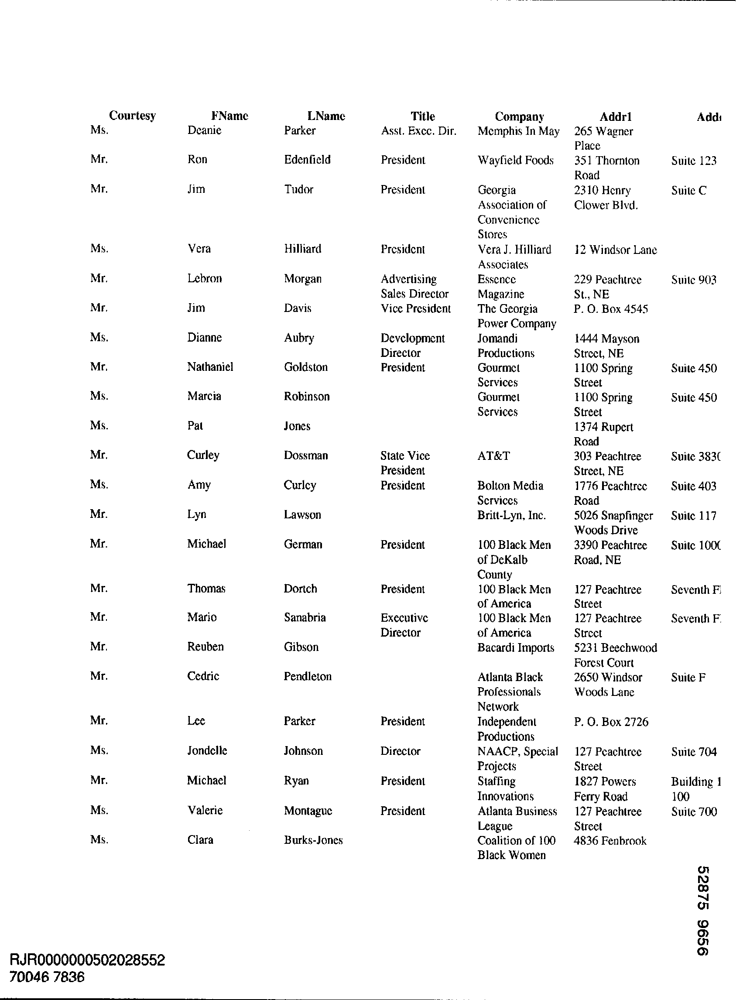 Courtesy FName LName Title Company Addr1 Add
Ms. Deanie Parker Asst. Exec. Dir. Memphis In May 265 Wagner
Place
Mr. Ron Edenfield President Wayfield Foods 351 Thornton Suite 123
Road
Mr. Jim Tudor President Georgia 2310 Henry Suite C
Association of Clower Blvd.
Convenience
Stores
Ms. Vera Hilliard President Vera J. Hilliard 12 Windsor Lane
Associates
Mr. Lebron Morgan Advertising Essence 229 Peachtree Suite 903
Sales Director Magazine St., NE
Mr. Jim Davis Vice President The Georgia P. O. Box 4545
Power Company
Ms. Dianne Aubry Development Jomandi 1444 Mayson
Director Productions Street, NE
Mr. Nathaniel Goldston President Gourmet 1100 Spring Suite 450
Services Street
Ms. Marcia Robinson Gourmet 1100 Spring Suite 450
Services Street
Ms. Pat Jones 1374 Rupert
Road
Mr. Curley Dossman State Vice AT&T 303 Peachtree Suite 383
President Street, NE
Ms. Amy Curley President Bolton Media 1776 Peachtree Suite 403
Services Road
Mr. Lyn Lawson Britt-Lyn, Inc. 5026 Snapfinger Suite 117
Woods Drive
Mr. Michael German President 100 Black Men 3390 Peachtree Suite 100
of DeKalb Road, NE
County
Mr. Thomas Dortch President 100 Black Men 127 Peachtree Seventh F
of America Street
Mr. Mario Sanabria Executive 100 Black Men 127 Peachtree Seventh F
Director of America Street
Mr. Reuben Gibson Bacardi Imports 5231 Beechwood
Forest Court
Mr. Cedric Pendleton Atlanta Black 2650 Windsor Suite F
Professionals Woods Lane
Network
Mr. Lee Parker President Independent P. O. Box 2726
Productions
Ms. Jondelle Johnson Director NAACP, Special 127 Peachtree Suite 704
Projects Street
Mr. Michael Ryan President Staffing 1827 Powers Building 1
Innovations Ferry Road 100
Ms. Valerie Montague President Atlanta Business 127 Peachtree Suite 700
League Street
Ms. Clara Burks-Jones Coalition of 100 4836 Fenbrook
Black Women
52875 9656
RJR0000000502028552
70046 7836